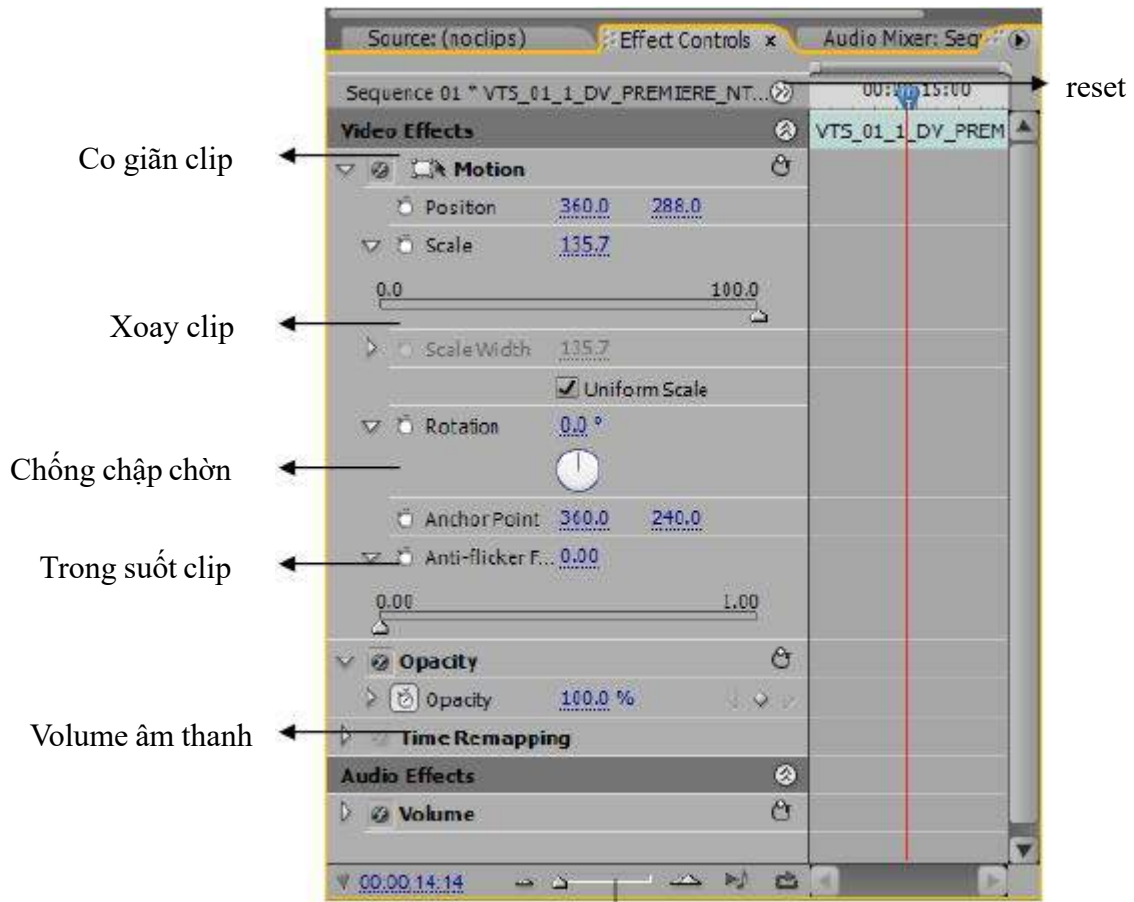 Source: (noclips)
Effect Controls x
Audio Mixer: Seq
Sequence 01 * VTS_01_1_DV_PREMIERE_NT...
15:00
reset
Video Effects
VTS_01_1_DV_PREM
Co giãn clip
Motion
Position 360.0 288.0
Scale 135.7
0.0 100.0
Xoay clip
Scale Width 135.7
Uniform Scale
Rotation 0.0 °
Chống chập chờn
Anchor Point 360.0 240.0
Trong suốt clip
Anti-flicker F... 0.00
0.00 1.00
Opacity
Opacity 100.0 %
Volume âm thanh
Time Remapping
Audio Effects
Volume
00:00:14:14